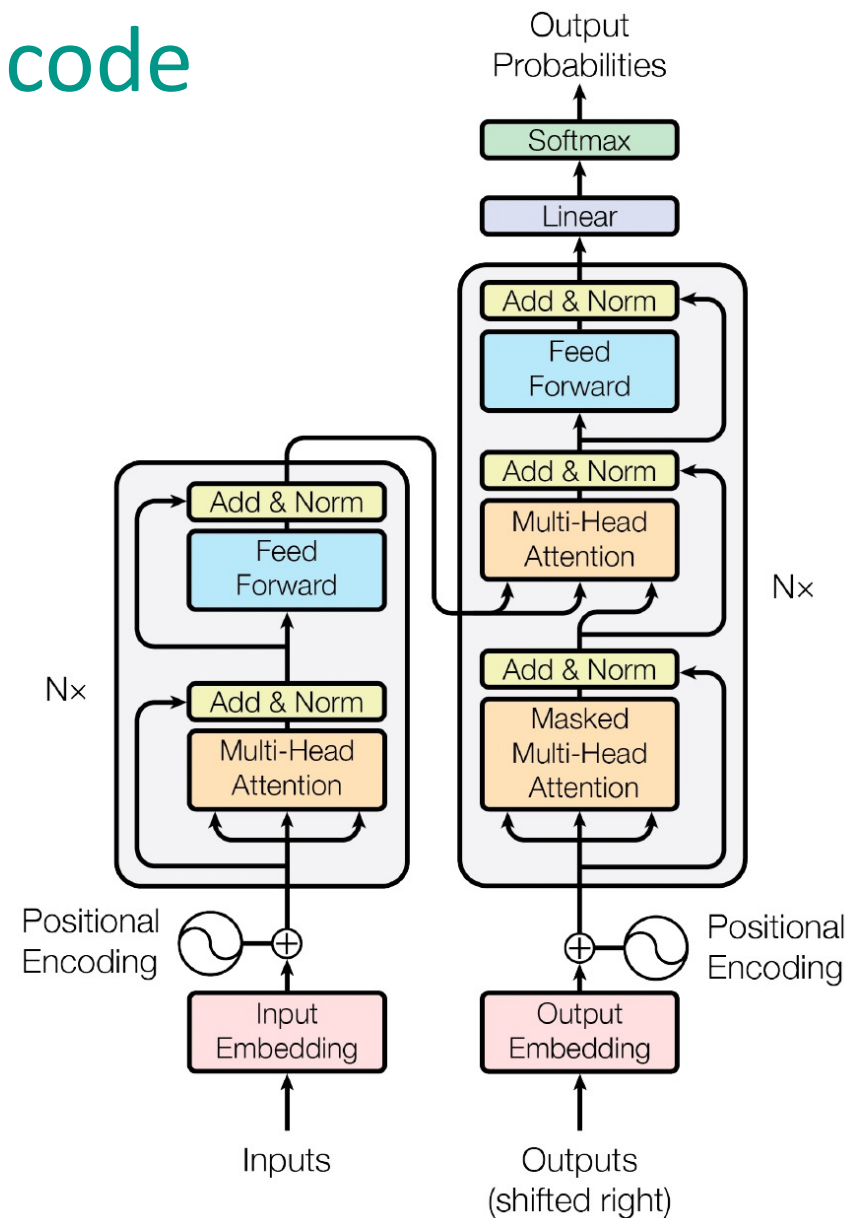 code
Output
Probabilities
Softmax
Linear
Add & Norm
Feed
Forward
Add & Norm
Multi-Head
Attention
Nx
Add & Norm
Masked
Multi-Head
Attention
Add & Norm
Feed
Forward
Nx
Add & Norm
Multi-Head
Attention
Positional
Encoding
Positional
Encoding
Input
Embedding
Output
Embedding
Inputs
Outputs
(shifted right)